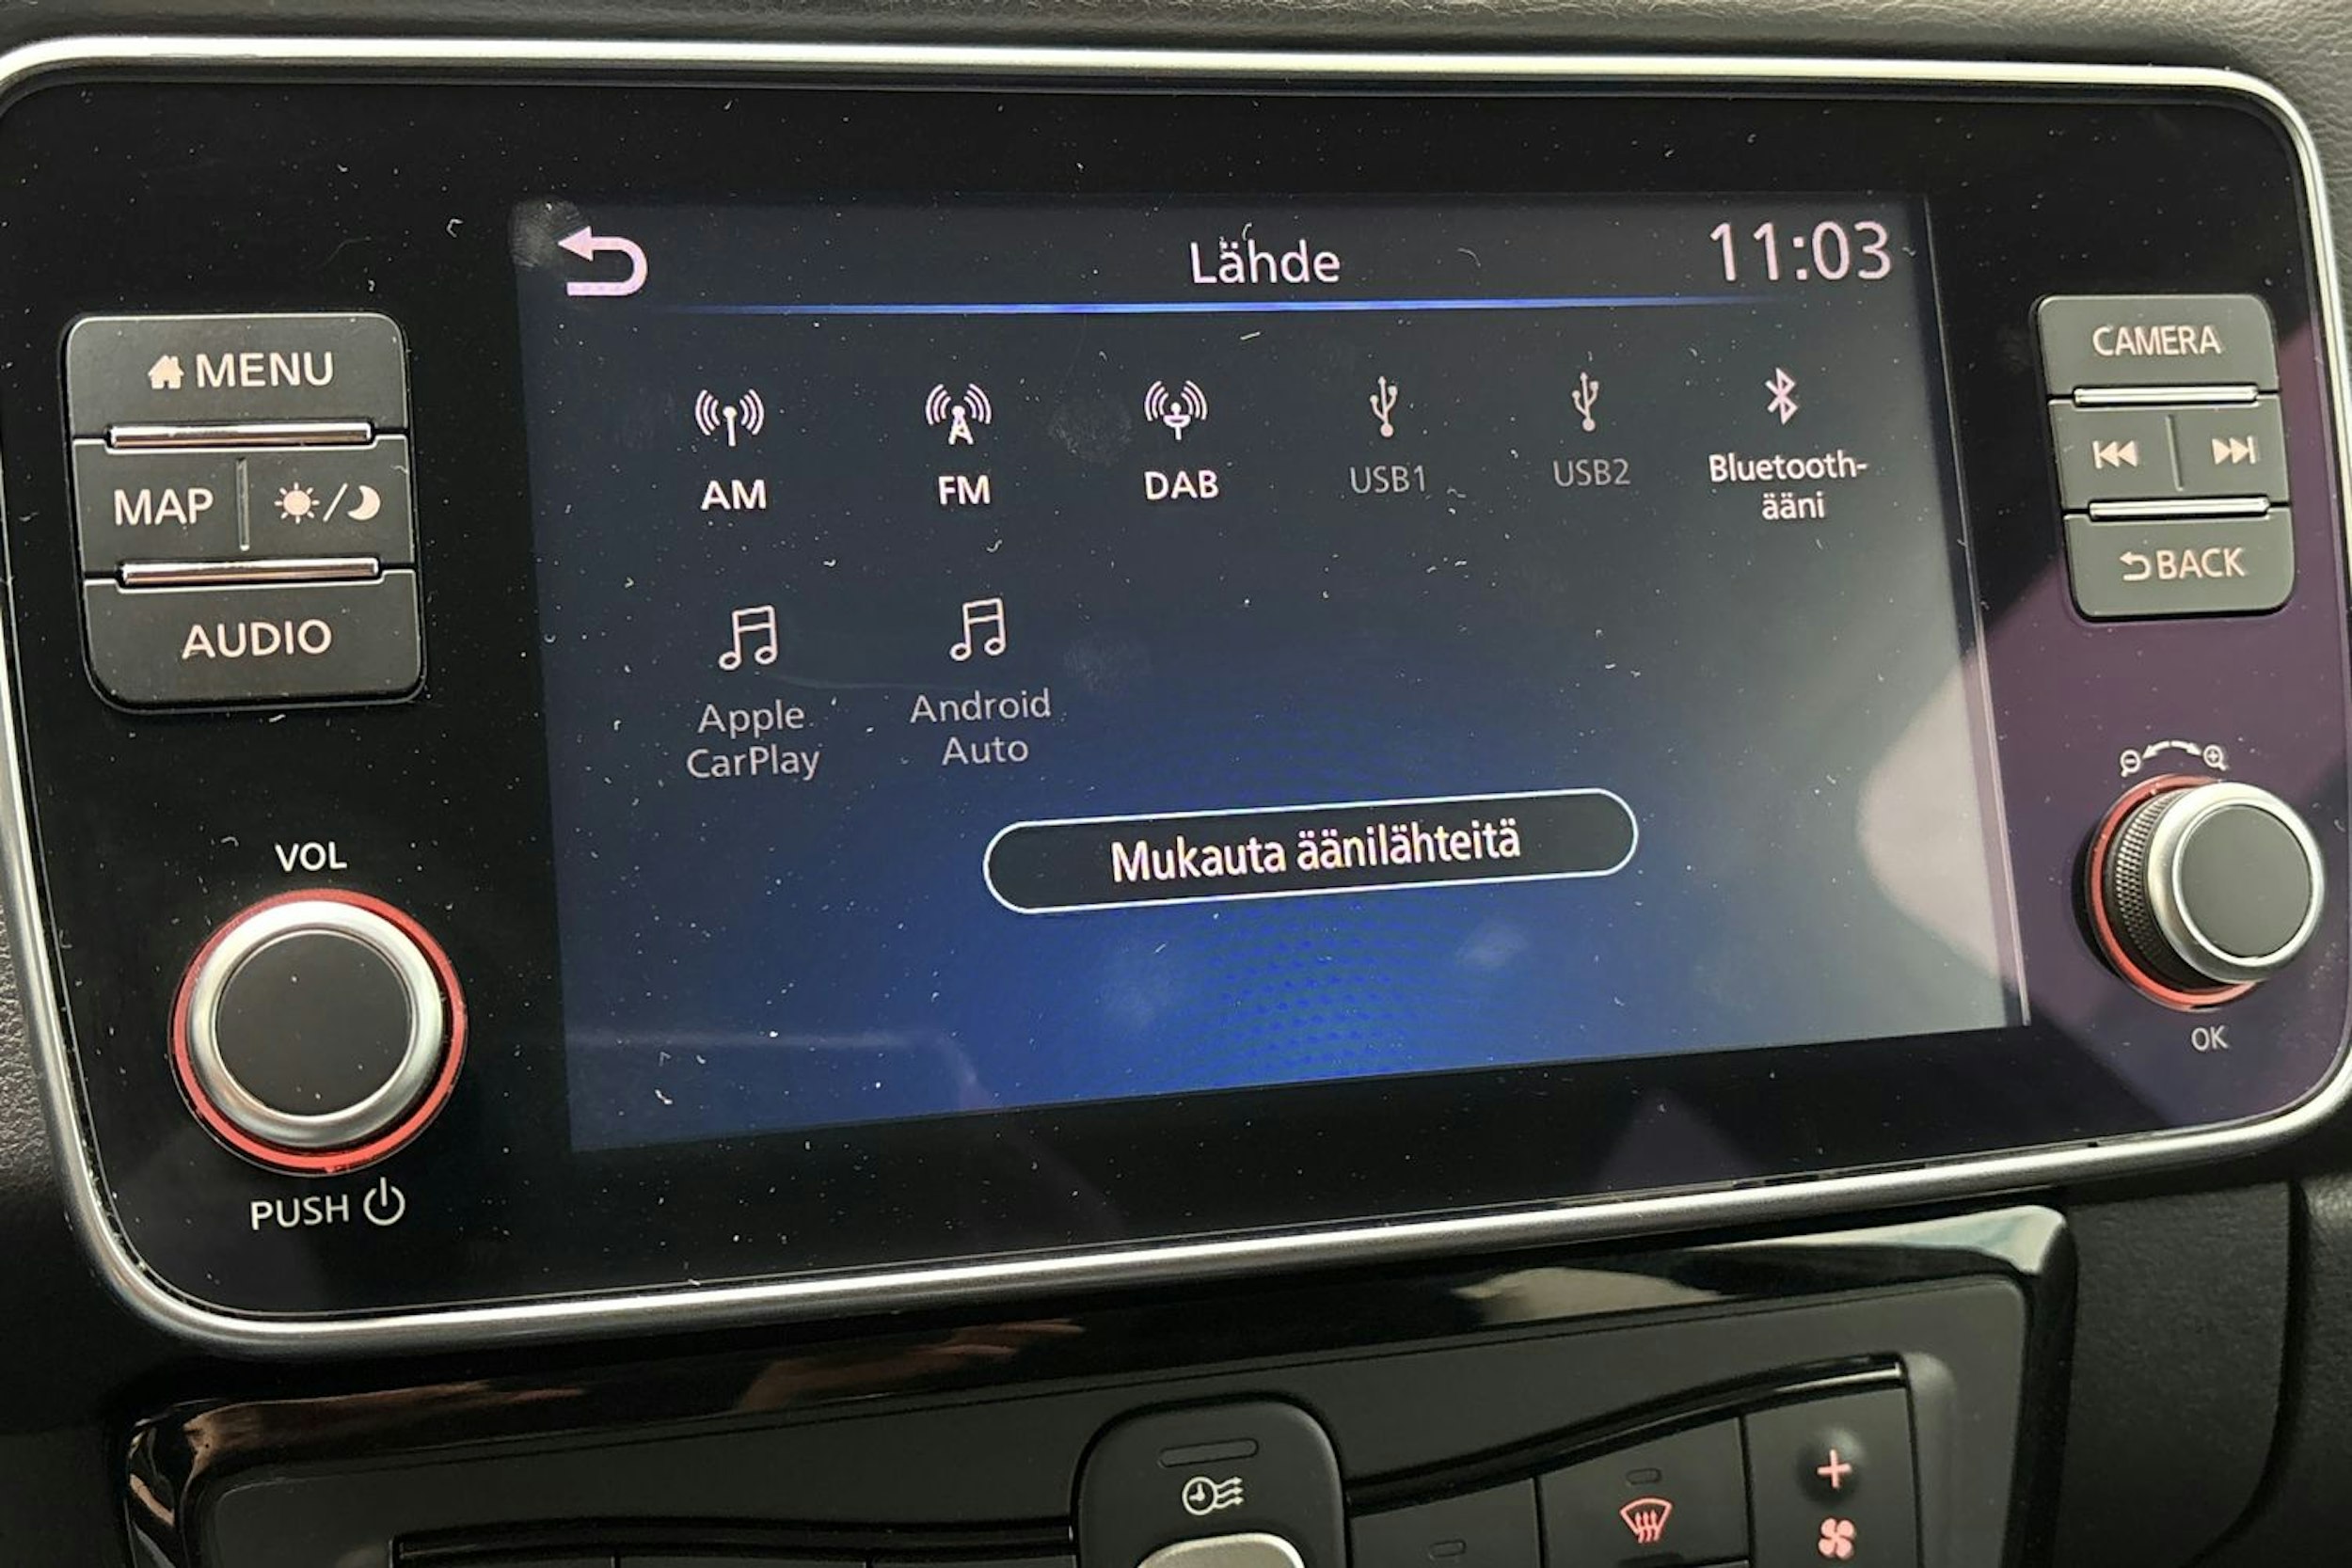 Lähde
11:03
MENU
MAP
AUDIO
VOL
PUSH
AM
FM
DAB
USB1
USB2
Bluetooth-
ääni
Apple
CarPlay
Android
Auto
Mukauta äänilähteitä
CAMERA
BACK
OK